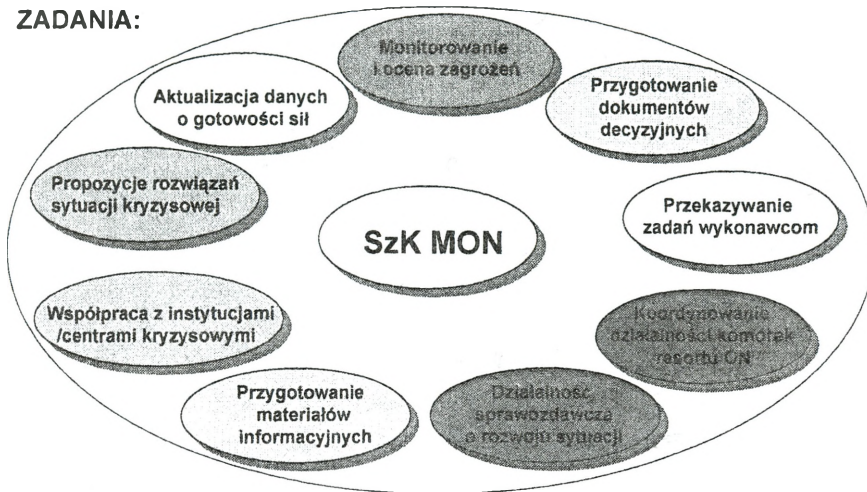 ZADANIA:
Monitorowanie
i ocena zagrożeń
Przygotowanie
dokumentów
decyzyjnych
Przekazywanie
zadań wykonawcom
Koordynowanie
działalności komórek
resortu ON
Działalność
sprawozdawcza
o rozwoju sytuacji
Przygotowanie
materiałów
informacyjnych
Współpraca z instytucjami
/centrami kryzysowymi
Propozycje rozwiązań
sytuacji kryzysowej
Aktualizacja danych
o gotowości sił
SzK MON